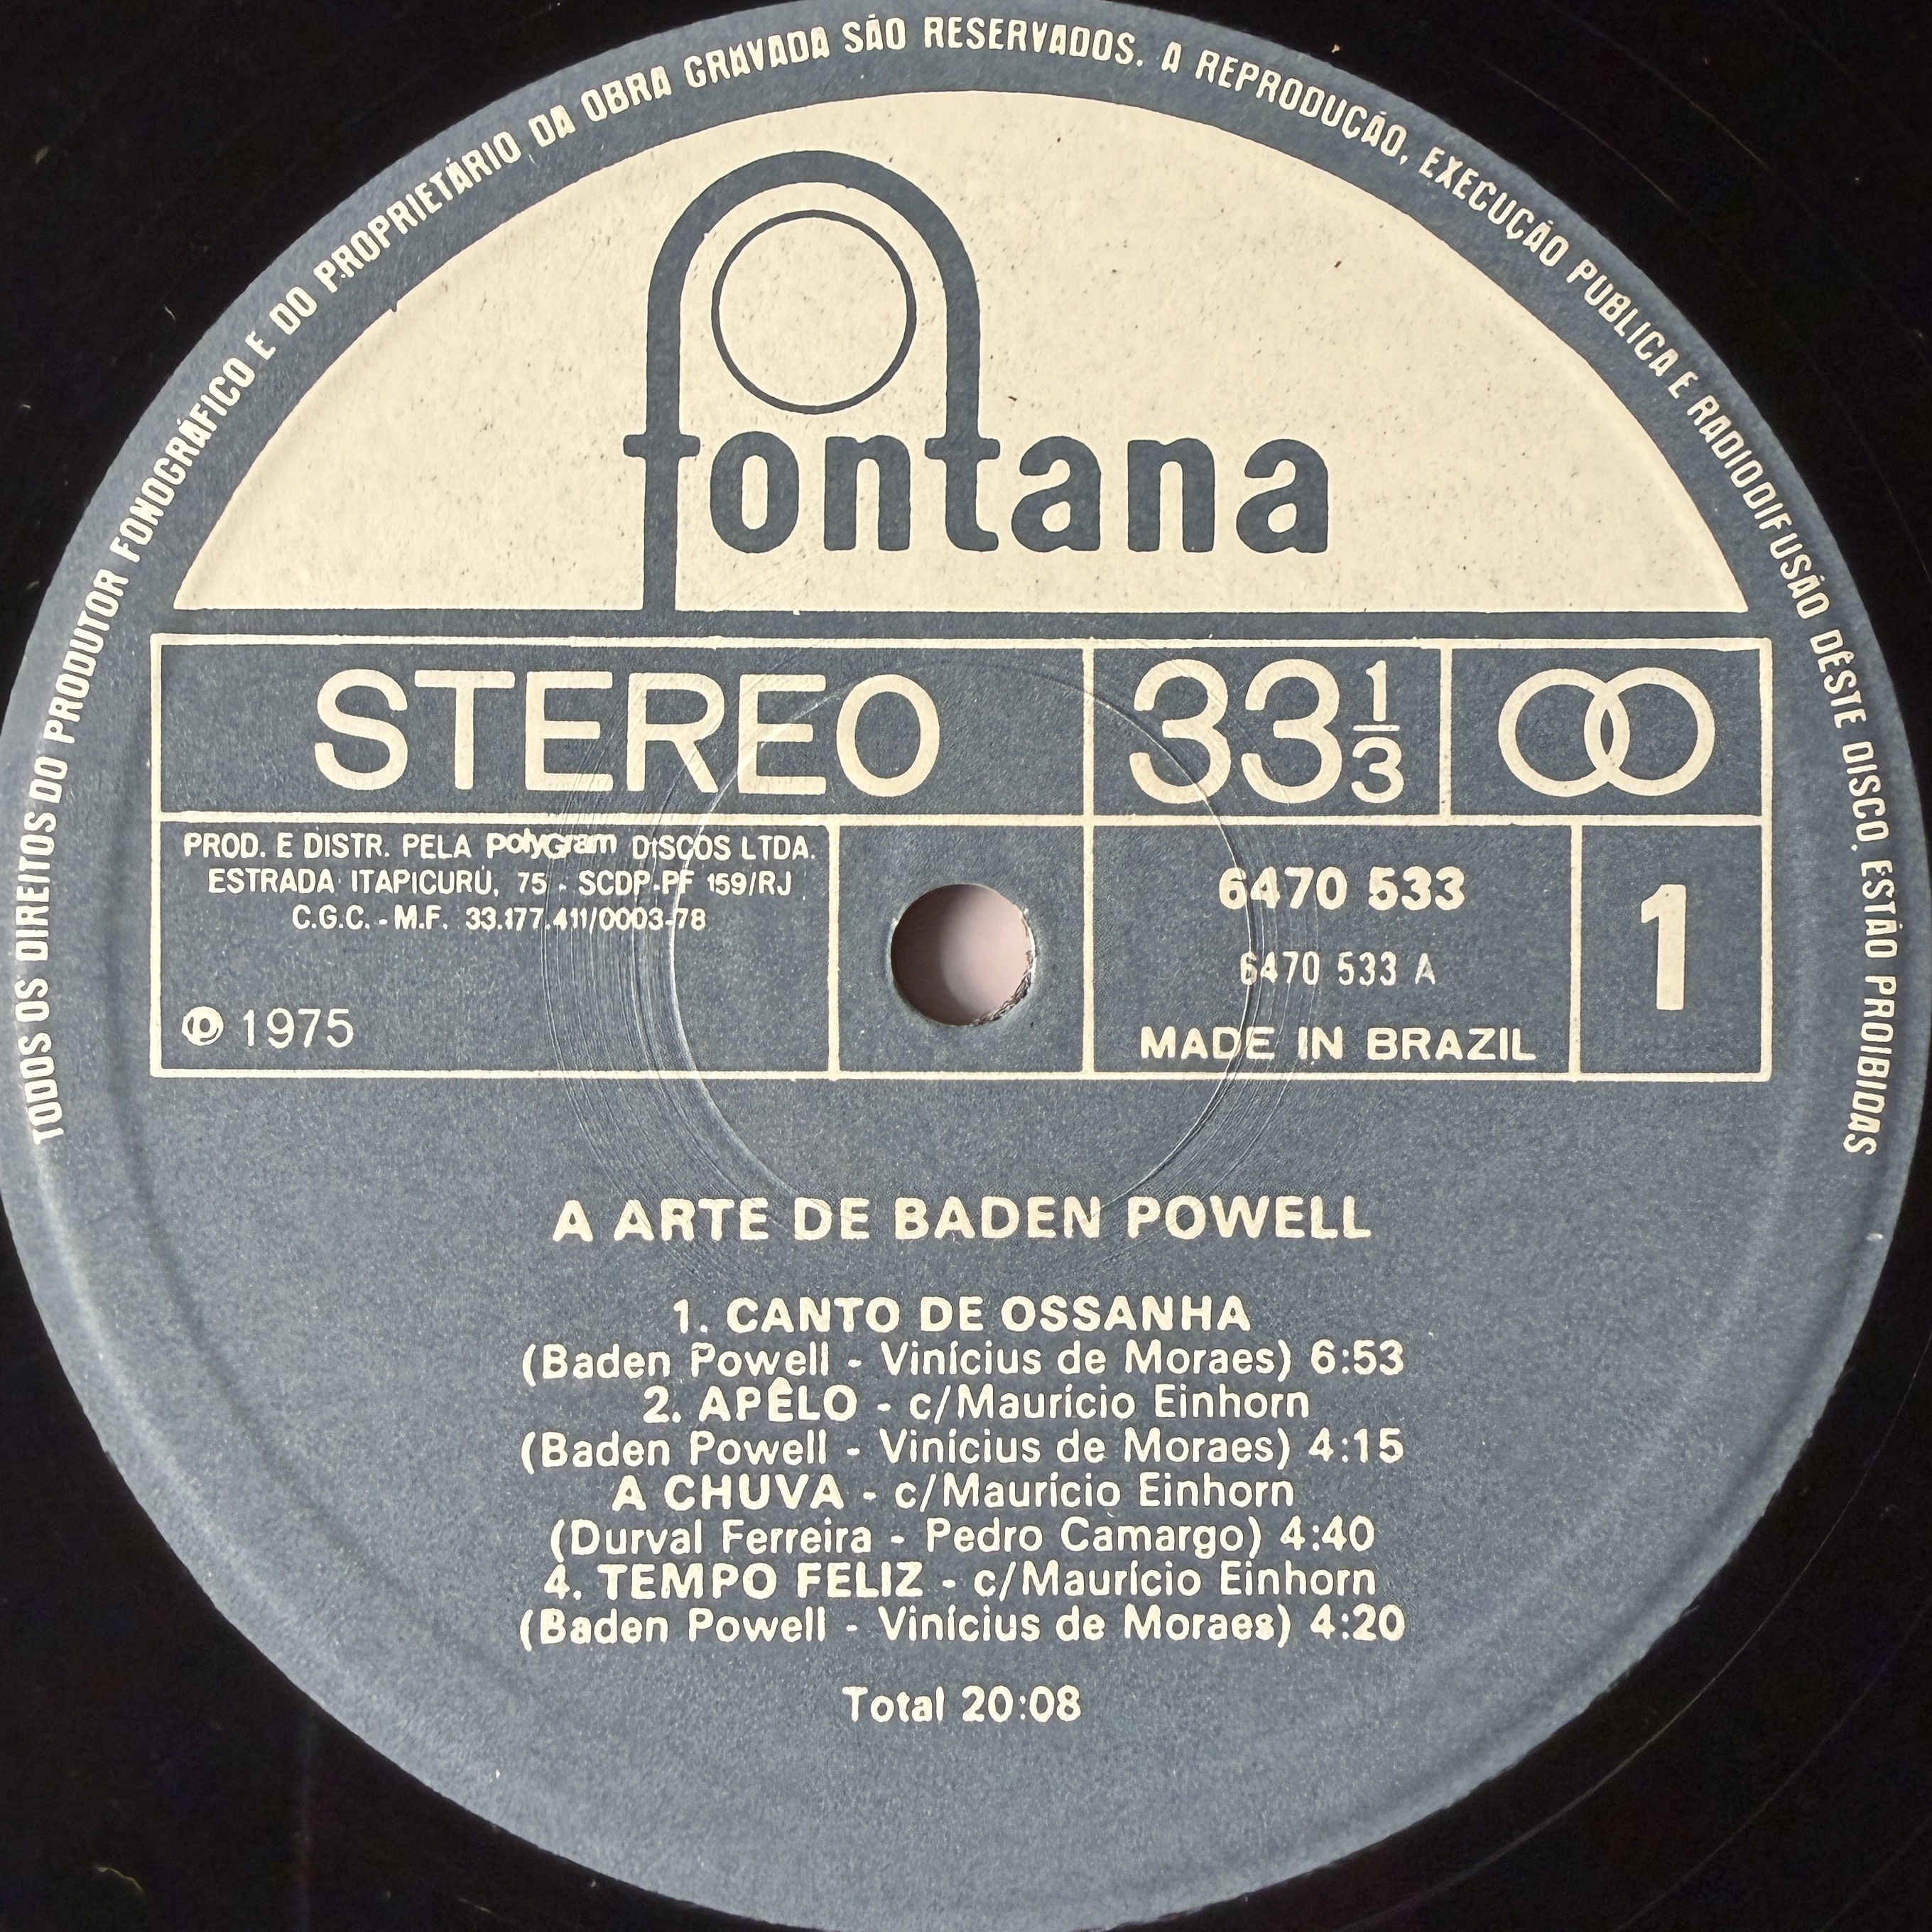 TODOS OS DIREITOS DO PRODUTOR FONOGRÁFICO E DO PROPRIETÁRIO DA OBRA GRAVADA SÃO RESERVADOS. A REPRODUÇÃO, EXECUÇÃO PUBLICA E RADIODIFUSÃO DÊSTE DISCO, ESTÃO PROIBIDAS
fontana
STEREO
33 1/3
PROD. E DISTR. PELA PolyGram DISCOS LTDA.
ESTRADA ITAPICURÚ, 75 - SCDP-PF 159/RJ
C.G.C. - M.F. 33.177.411/0003-78
℗ 1975
6470 533
6470 533 A
MADE IN BRAZIL
1
A ARTE DE BADEN POWELL
1. CANTO DE OSSANHA
(Baden Powell - Vinícius de Moraes) 6:53
2. APÊLO - c/Maurício Einhorn
(Baden Powell - Vinícius de Moraes) 4:15
A CHUVA - c/Maurício Einhorn
(Durval Ferreira - Pedro Camargo) 4:40
4. TEMPO FELIZ - c/Maurício Einhorn
(Baden Powell - Vinícius de Moraes) 4:20
Total 20:08